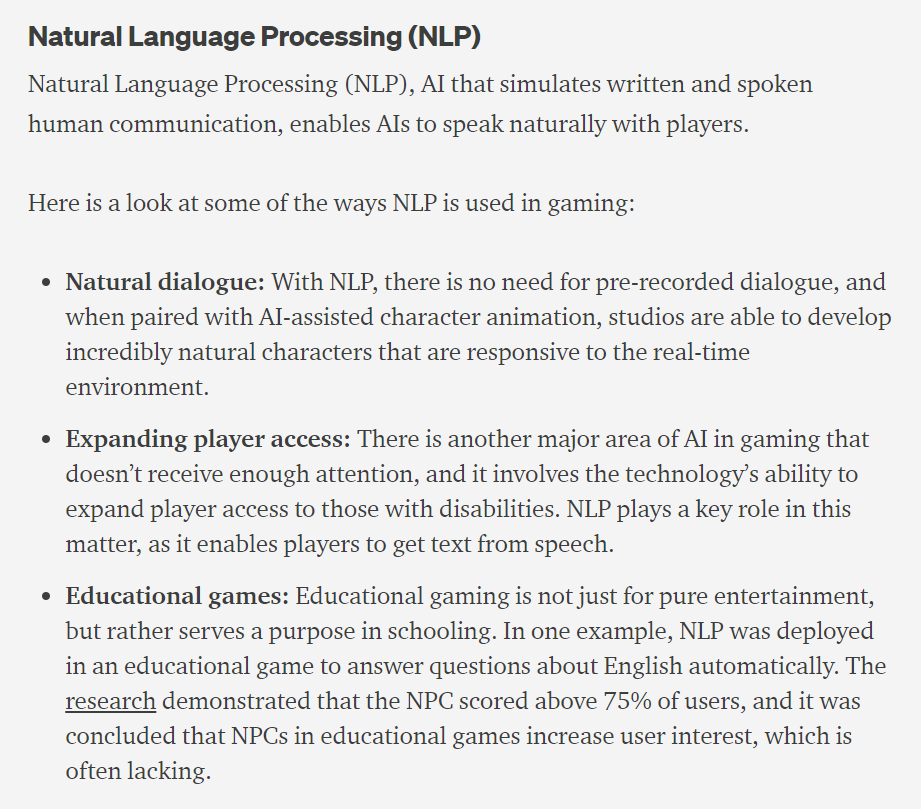 Natural Language Processing (NLP)
Natural Language Processing (NLP), AI that simulates written and spoken
human communication, enables AIs to speak naturally with players.
Here is a look at some of the ways NLP is used in gaming:
• Natural dialogue: With NLP, there is no need for pre-recorded dialogue, and
when paired with AI-assisted character animation, studios are able to develop
incredibly natural characters that are responsive to the real-time
environment.
• Expanding player access: There is another major area of AI in gaming that
doesn’t receive enough attention, and it involves the technology’s ability to
expand player access to those with disabilities. NLP plays a key role in this
matter, as it enables players to get text from speech.
• Educational games: Educational gaming is not just for pure entertainment,
but rather serves a purpose in schooling. In one example, NLP was deployed
in an educational game to answer questions about English automatically. The
research demonstrated that the NPC scored above 75% of users, and it was
concluded that NPCs in educational games increase user interest, which is
often lacking.